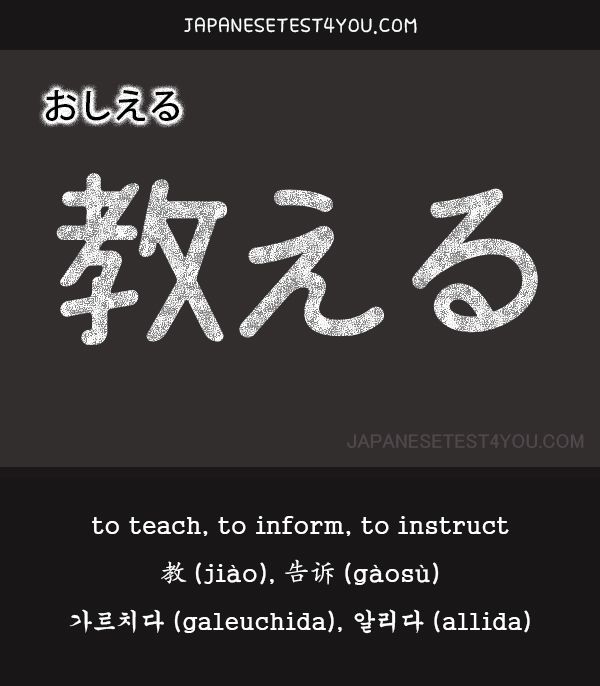 JAPANESETEST4YOU.COM
おしえる
教える
JAPANESETEST4YOU.COM
to teach, to inform, to instruct
教 (jiào), 告诉 (gàosù)
가르치다 (galeuchida), 알리다 (allida)